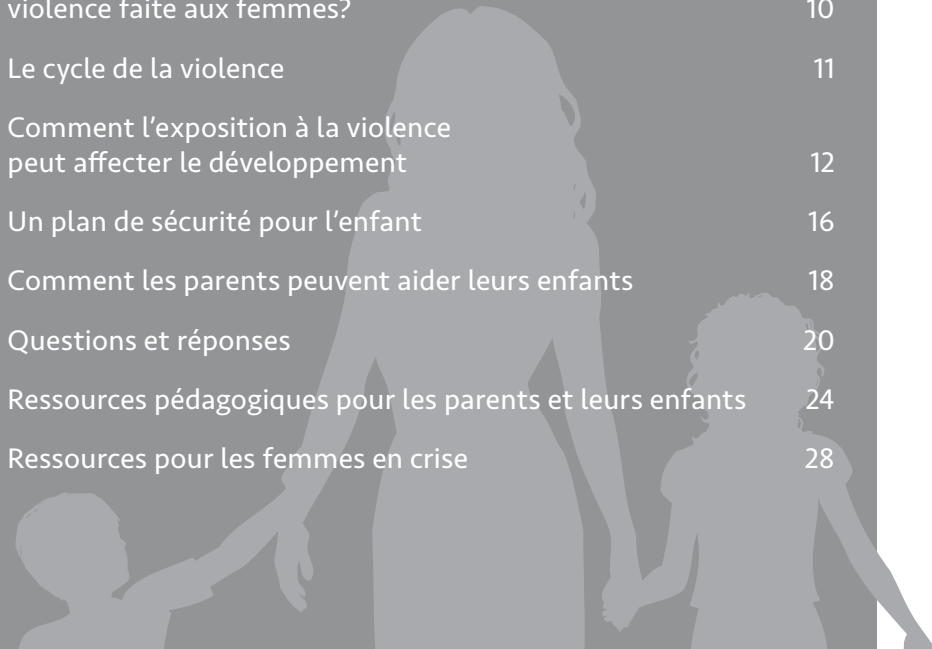 violence faite aux femmes? 10
Le cycle de la violence 11
Comment l’exposition à la violence
peut affecter le développement 12
Un plan de sécurité pour l’enfant 16
Comment les parents peuvent aider leurs enfants 18
Questions et réponses 20
Ressources pédagogiques pour les parents et leurs enfants 24
Ressources pour les femmes en crise 28